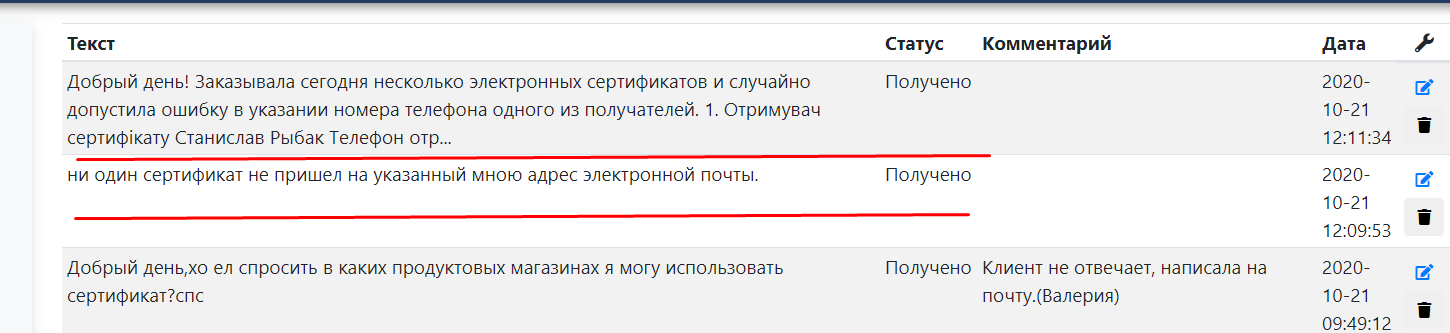 Текст Статус Комментарий Дата
Добрый день! Заказывала сегодня несколько электронных сертификатов и случайно Получено 2020-
допустила ошибку в указании номера телефона одного из получателей. 1. Отримувач 10-21
сертифікату Станислав Рыбак Телефон отр... 12:11:34
ни один сертификат не пришел на указанный мною адрес электронной почты. Получено 2020-
10-21
12:09:53
Добрый день,хо ел спросить в каких продуктовых магазинах я могу использовать Получено Клиент не отвечает, написала на 2020-
сертификат?спс почту.(Валерия) 10-21
09:49:12